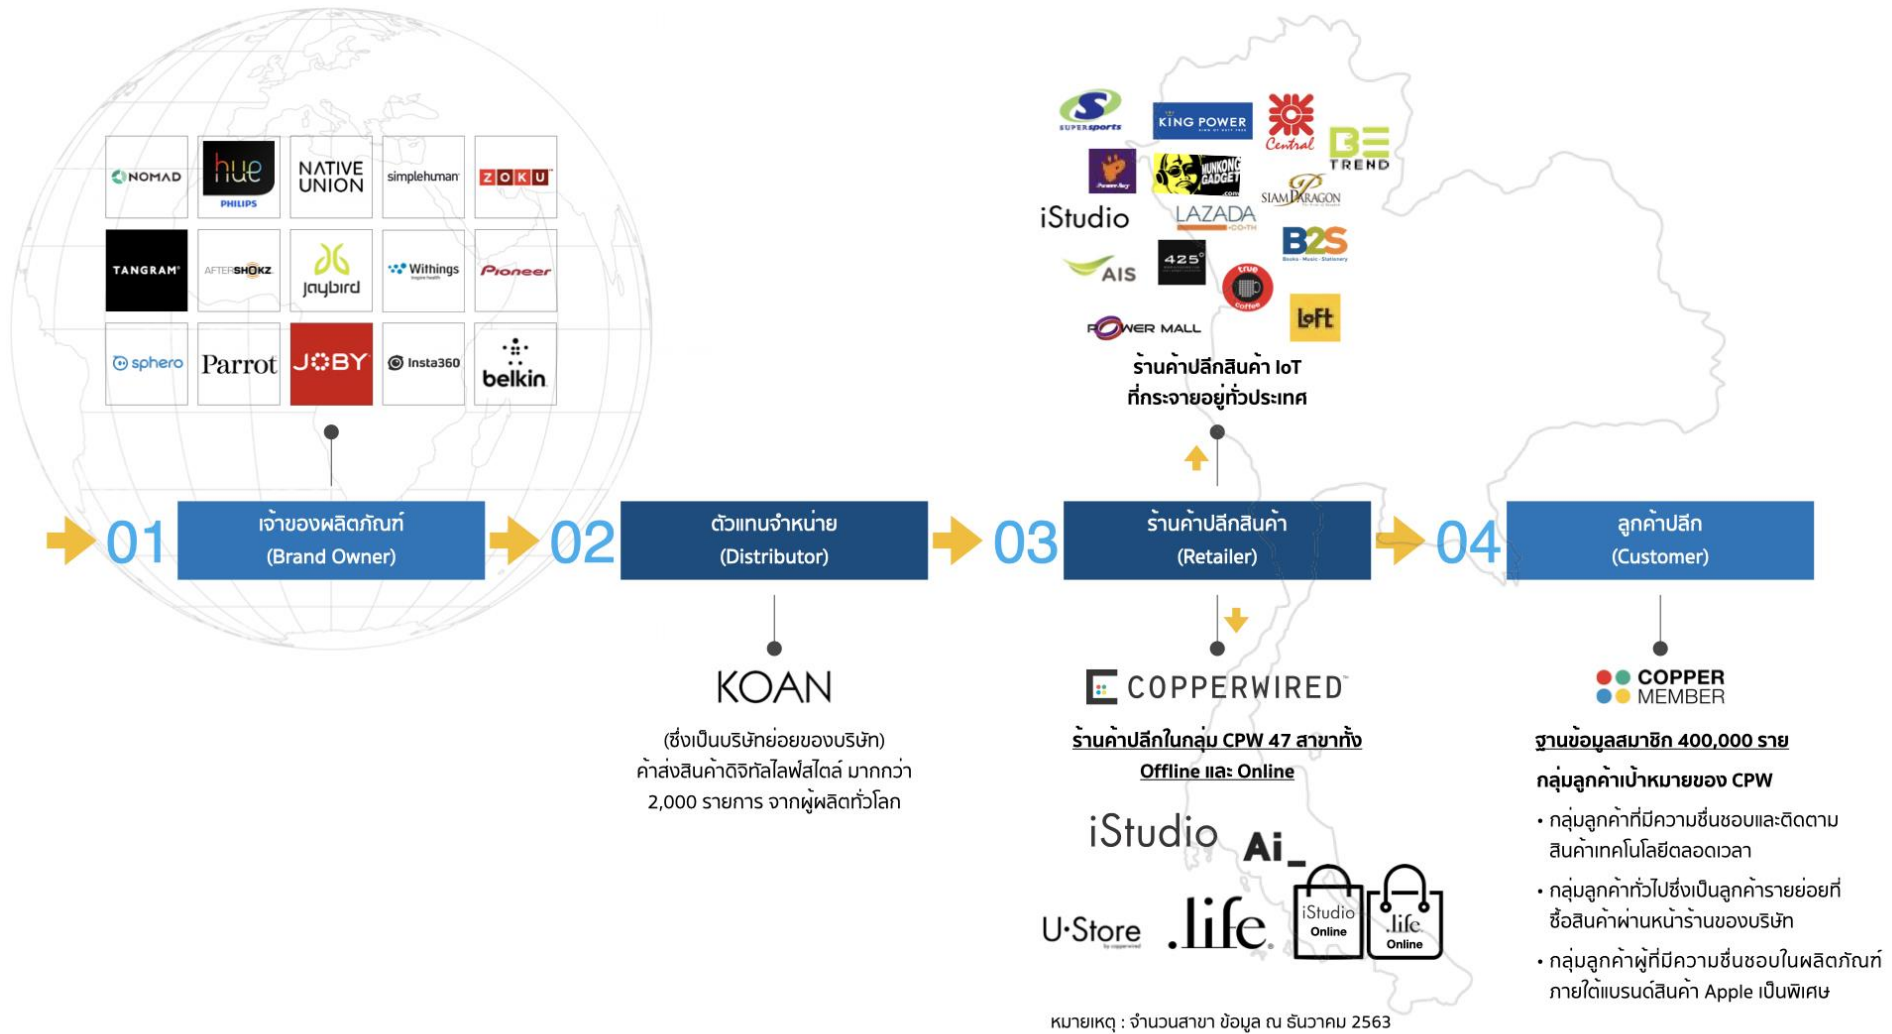 NOMAD
hue
PHILIPS
NATIVE
UNION
simplehuman
ZOKU
TANGRAM
AFTERSHOKZ
jaybird
Withings
Inspire health
Pioneer
sphero
Parrot
JOBY
Insta360
belkin
SUPERsports
KING POWER
Central
BE
TREND
MUNKONG
GADGET
.com
SIAM PARAGON
iStudio
LAZADA
.CO.TH
B2S
Books · Music · Stationery
AIS
425°
true
coffee
POWER MALL
LOFT
ร้านค้าปลีกสินค้า IoT
ที่กระจายอยู่ทั่วประเทศ
01
เจ้าของผลิตภัณฑ์
(Brand Owner)
02
ตัวแทนจำหน่าย
(Distributor)
03
ร้านค้าปลีกสินค้า
(Retailer)
04
ลูกค้าปลีก
(Customer)
KOAN
(ซึ่งเป็นบริษัทย่อยของบริษัท)
ค้าส่งสินค้าดิจิทัลไลฟ์สไตล์ มากกว่า
2,000 รายการ จากผู้ผลิตทั่วโลก
COPPERWIRED
ร้านค้าปลีกในกลุ่ม CPW 47 สาขาทั้ง
Offline และ Online
iStudio
Ai_
U•Store
by copperwired
.life
iStudio
Online
.life
Online
หมายเหตุ : จำนวนสาขา ข้อมูล ณ ธันวาคม 2563
COPPER
MEMBER
ฐานข้อมูลสมาชิก 400,000 ราย
กลุ่มลูกค้าเป้าหมายของ CPW
• กลุ่มลูกค้าที่มีความชื่นชอบและติดตาม
สินค้าเทคโนโลยีตลอดเวลา
• กลุ่มลูกค้าทั่วไปซึ่งเป็นลูกค้ารายย่อยที่
ซื้อสินค้าผ่านหน้าร้านของบริษัท
• กลุ่มลูกค้าผู้ที่มีความชื่นชอบในผลิตภัณฑ์
ภายใต้แบรนด์สินค้า Apple เป็นพิเศษ